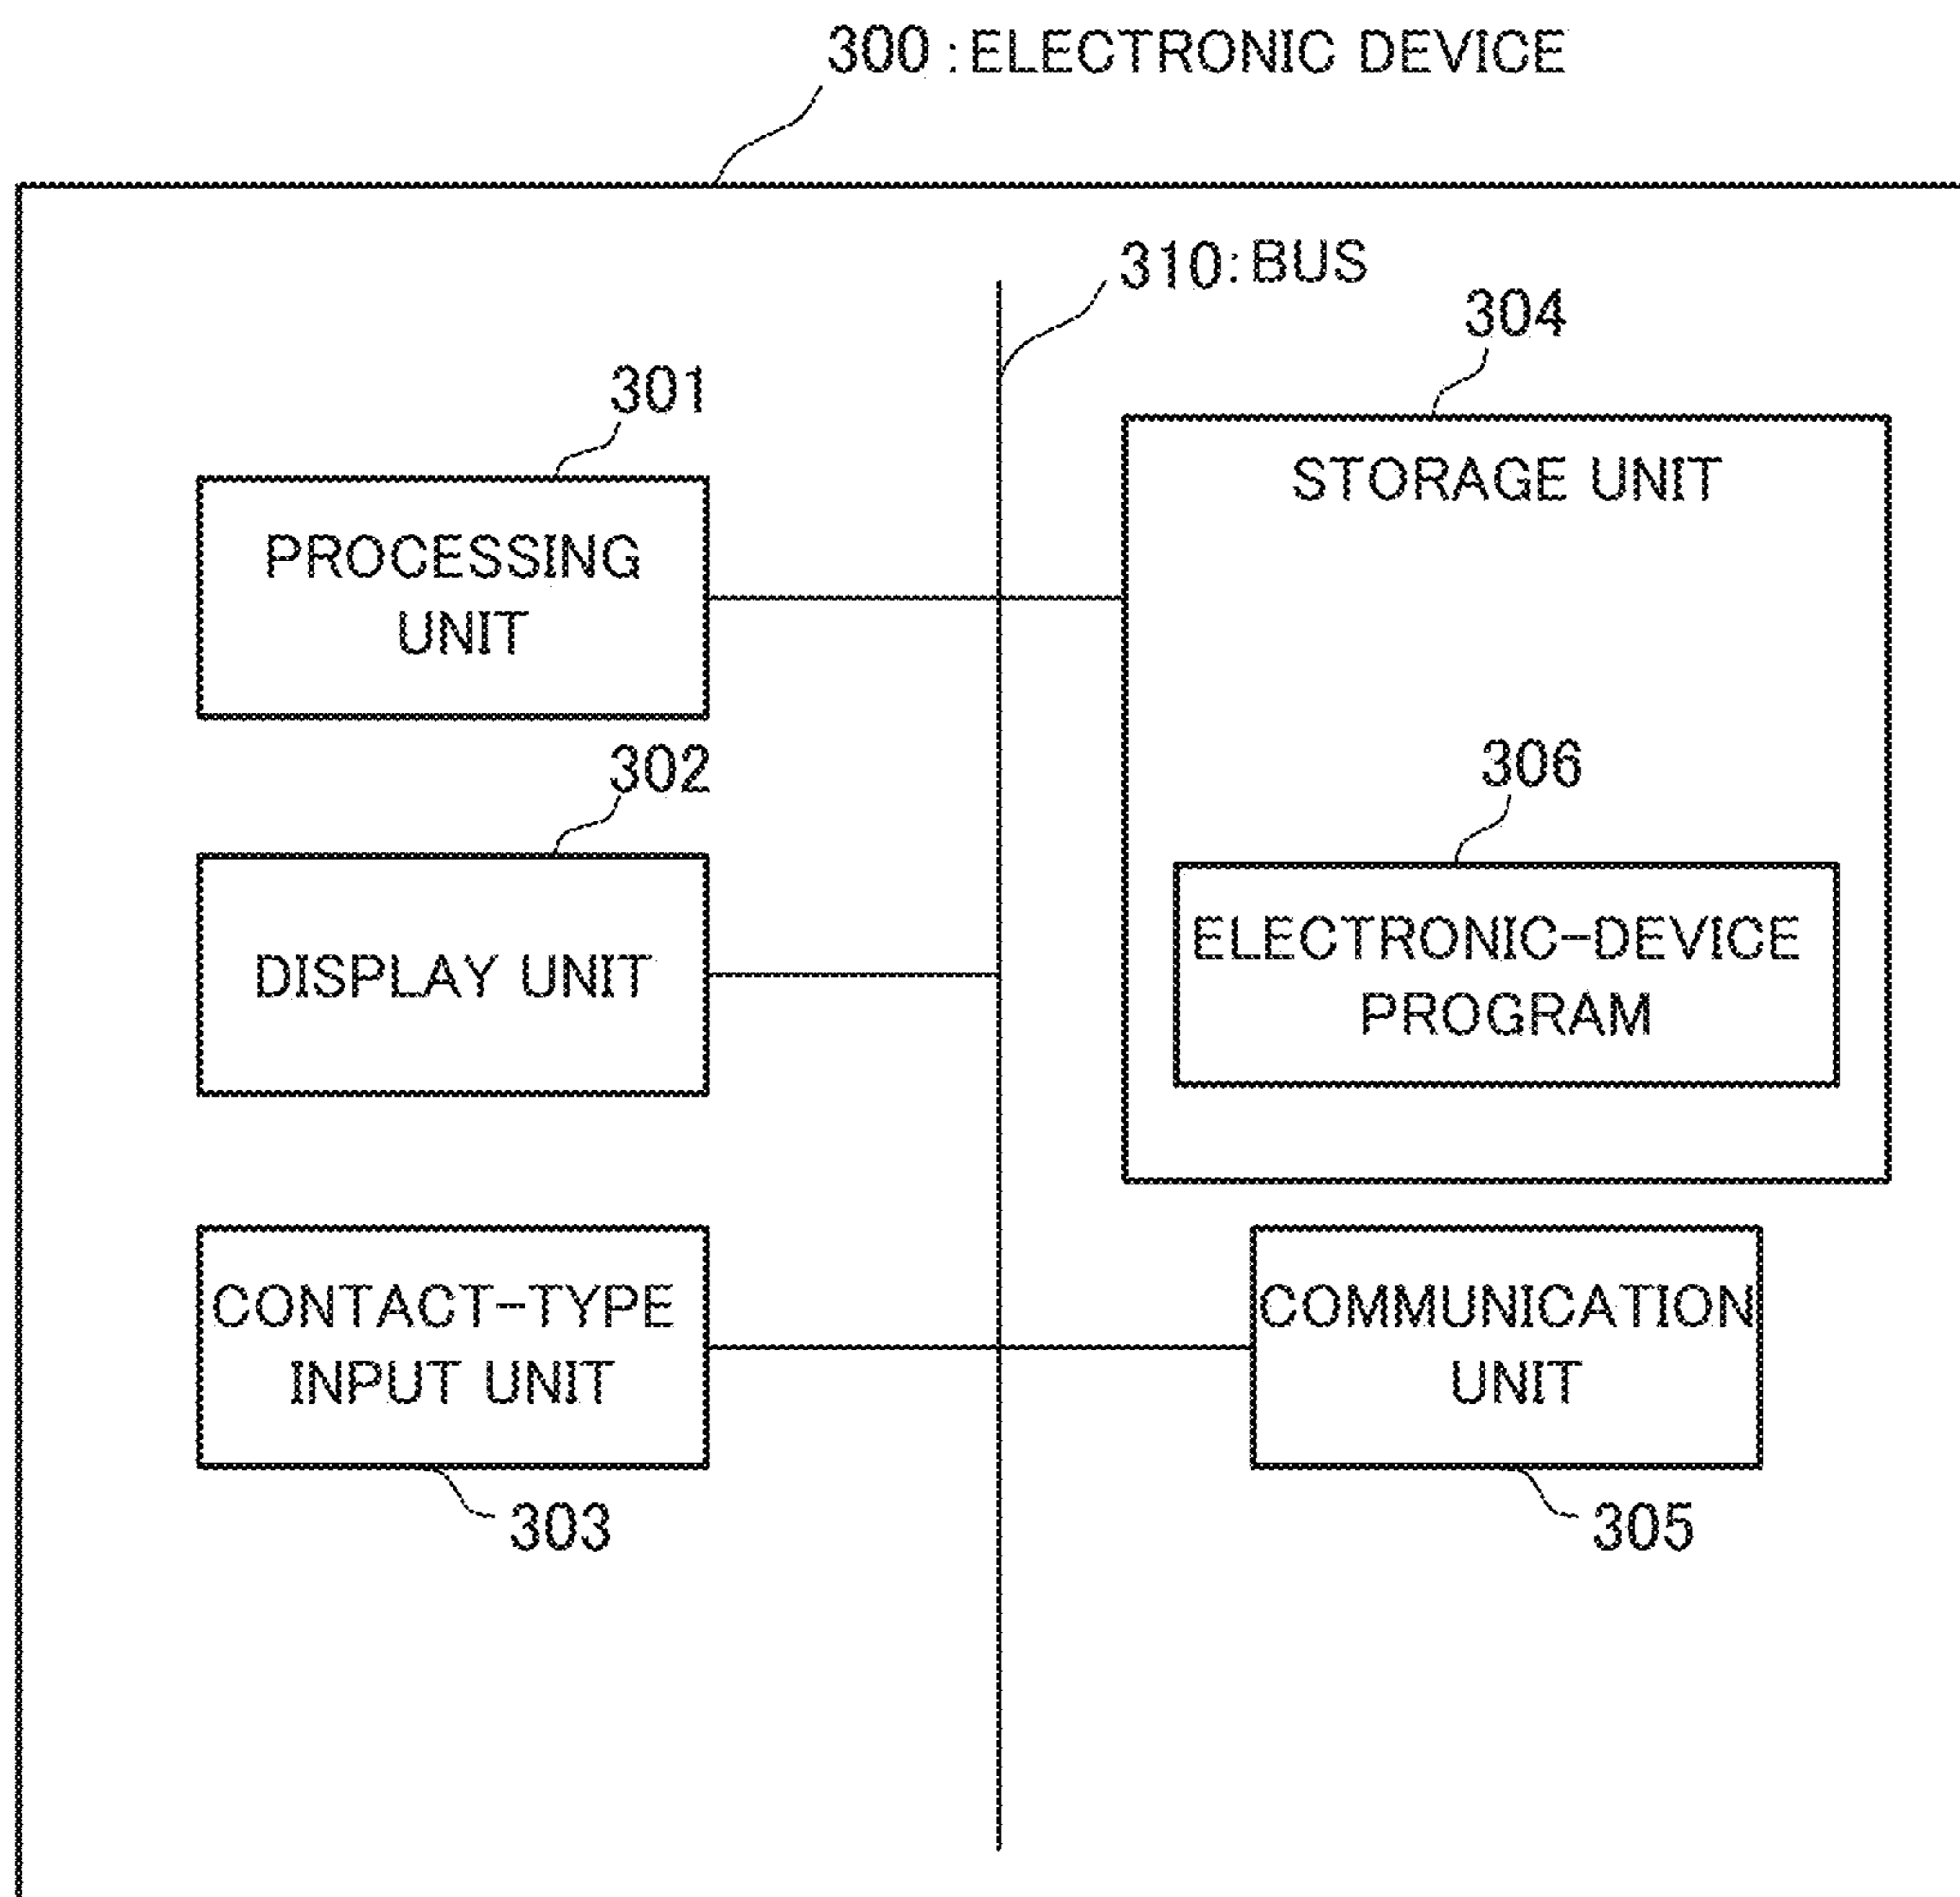 300 : ELECTRONIC DEVICE
310: BUS
304
301
STORAGE UNIT
PROCESSING
UNIT
302
306
ELECTRONIC-DEVICE
PROGRAM
DISPLAY UNIT
CONTACT-TYPE
INPUT UNIT
COMMUNICATION
UNIT
303
305